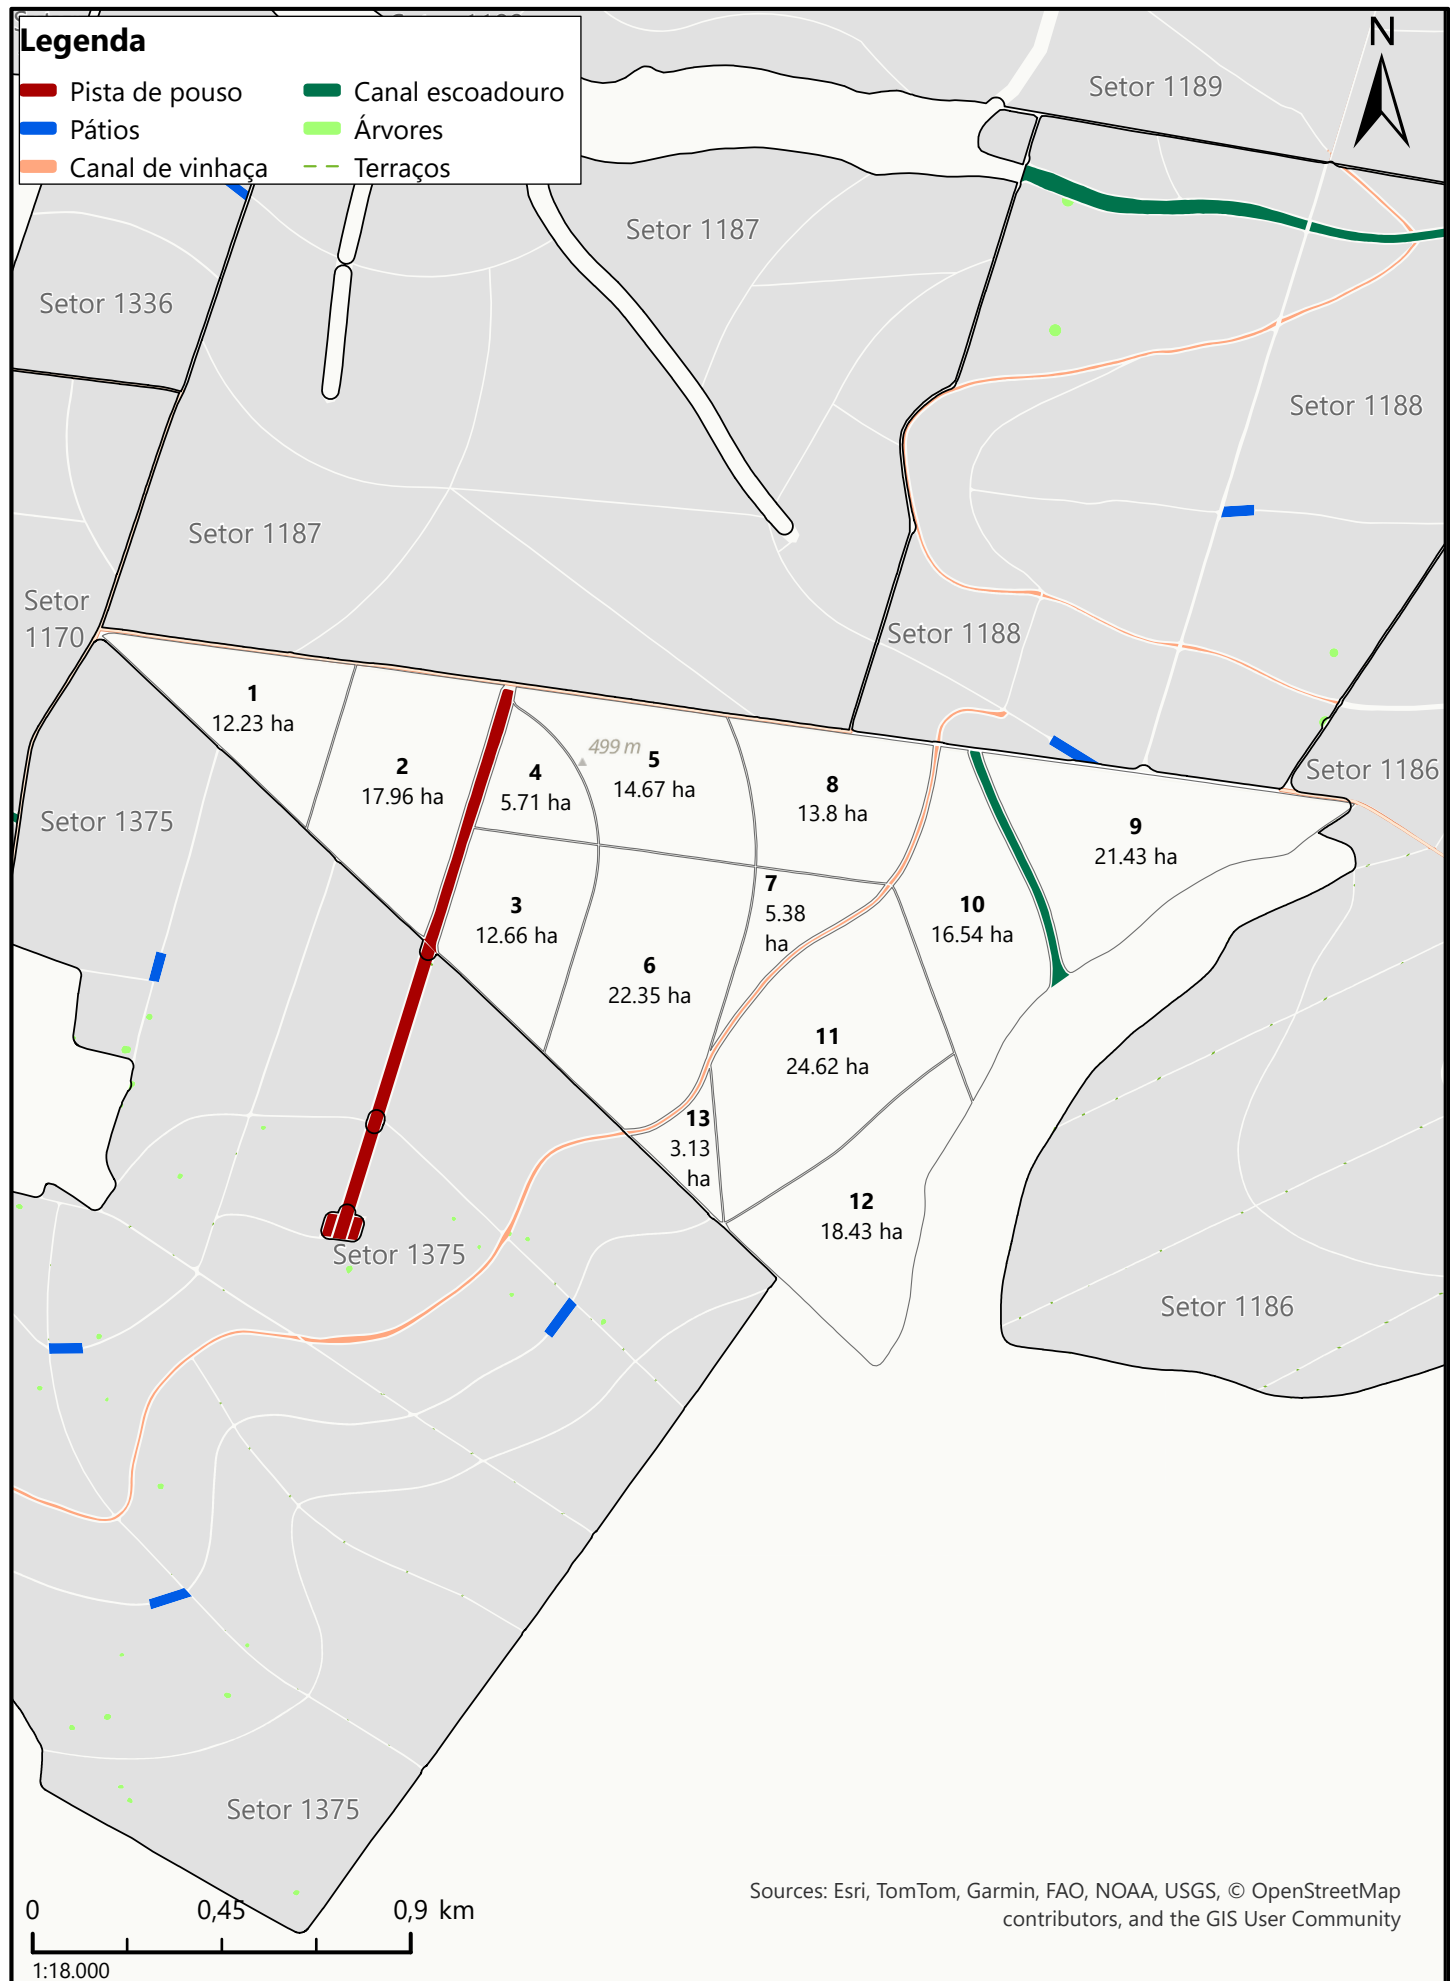 Legenda
Pista de pouso
Canal escoadouro
Pátios
Árvores
Canal de vinhaça
Terraços
N
Setor 1189
Setor 1187
Setor 1336
Setor 1188
Setor 1187
Setor
1170
Setor 1188
1
12.23 ha
2
17.96 ha
499 m
4
5.71 ha
5
14.67 ha
8
13.8 ha
Setor 1186
9
21.43 ha
Setor 1375
3
12.66 ha
7
5.38
ha
10
16.54 ha
6
22.35 ha
11
24.62 ha
13
3.13
ha
12
18.43 ha
Setor 1375
Setor 1186
Setor 1375
0 0,45 0,9 km
1:18.000
Sources: Esri, TomTom, Garmin, FAO, NOAA, USGS, © OpenStreetMap
contributors, and the GIS User Community